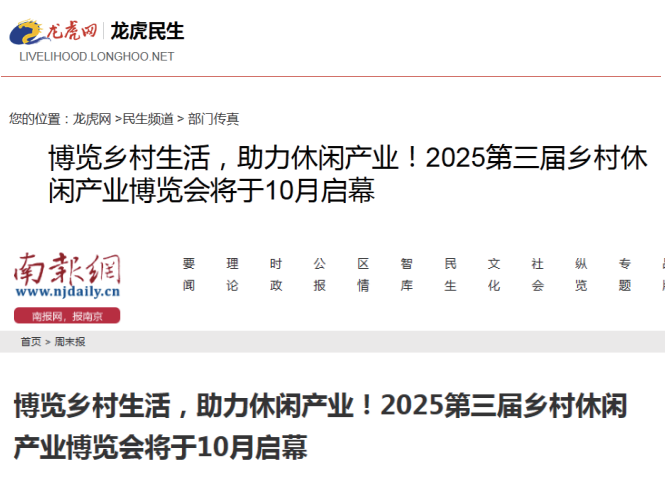 龙虎网 龙虎民生
LIVELIHOOD.LONGHOO.NET
您的位置：龙虎网 >民生频道 > 部门传真
博览乡村生活，助力休闲产业！2025第三届乡村休
闲产业博览会将于10月启幕
南報網
www.njdaily.cn
南报网，报南京
要闻 理论 时政 公报 区情 智库 民生 文化 社会 纵览 专题
首页 > 周末报
博览乡村生活，助力休闲产业！2025第三届乡村休闲
产业博览会将于10月启幕